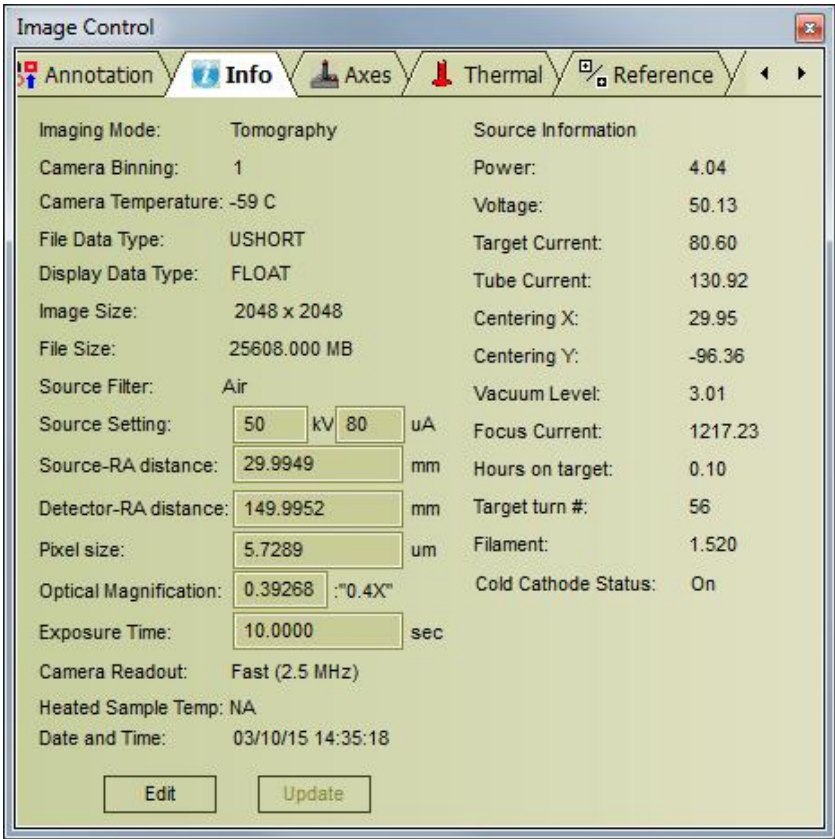 Image Control
Annotation Info Axes Thermal Reference
Imaging Mode: Tomography
Camera Binning: 1
Camera Temperature: -59 C
File Data Type: USHORT
Display Data Type: FLOAT
Image Size: 2048 x 2048
File Size: 25608.000 MB
Source Filter: Air
Source Setting: 50 kV 80 uA
Source-RA distance: 29.9949 mm
Detector-RA distance: 149.9952 mm
Pixel size: 5.7289 um
Optical Magnification: 0.39268 :"0.4X"
Exposure Time: 10.0000 sec
Camera Readout: Fast (2.5 MHz)
Heated Sample Temp: NA
Date and Time: 03/10/15 14:35:18
Edit Update
Source Information
Power: 4.04
Voltage: 50.13
Target Current: 80.60
Tube Current: 130.92
Centering X: 29.95
Centering Y: -96.36
Vacuum Level: 3.01
Focus Current: 1217.23
Hours on target: 0.10
Target turn #: 56
Filament: 1.520
Cold Cathode Status: On